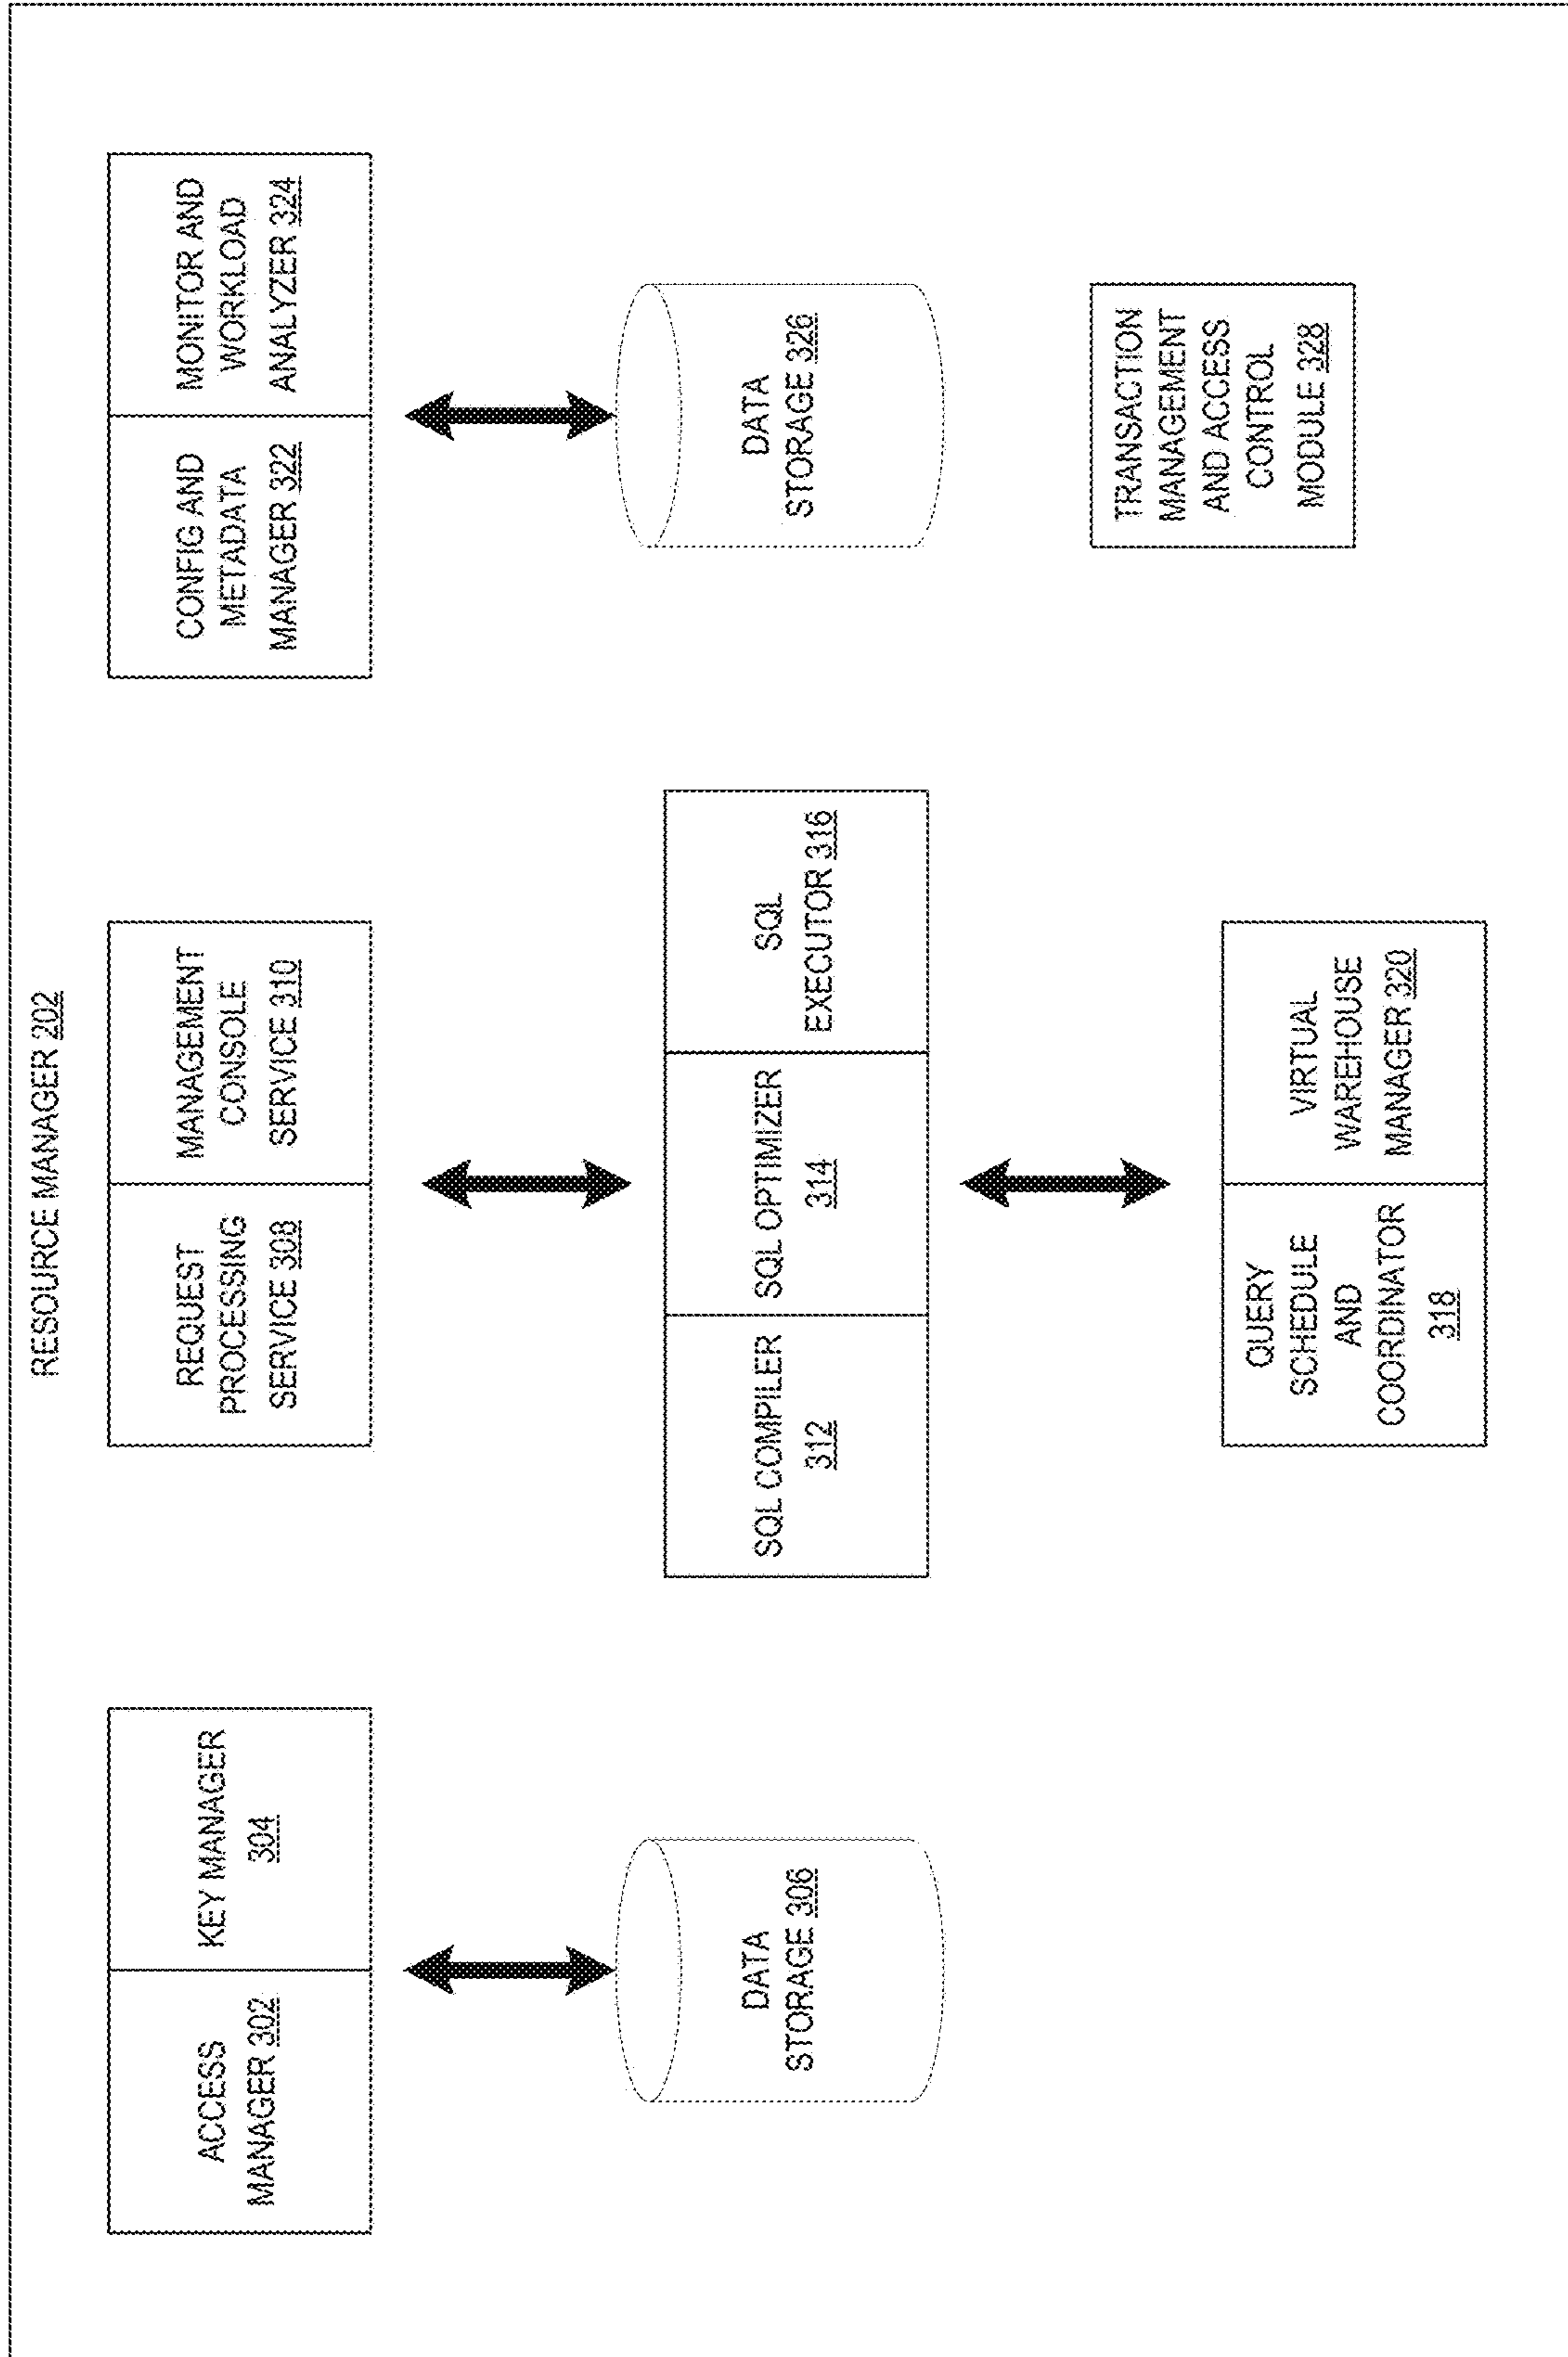 RESOURCE MANAGER 202
ACCESS
MANAGER 302
KEY MANAGER
304
DATA
STORAGE 306
REQUEST
PROCESSING
SERVICE 308
MANAGEMENT
CONSOLE
SERVICE 310
SQL COMPILER
312
SQL OPTIMIZER
314
SQL
EXECUTOR 316
QUERY
SCHEDULE
AND
COORDINATOR
318
VIRTUAL
WAREHOUSE
MANAGER 320
CONFIG AND
METADATA
MANAGER 322
MONITOR AND
WORKLOAD
ANALYZER 324
DATA
STORAGE 326
TRANSACTION
MANAGEMENT
AND ACCESS
CONTROL
MODULE 328